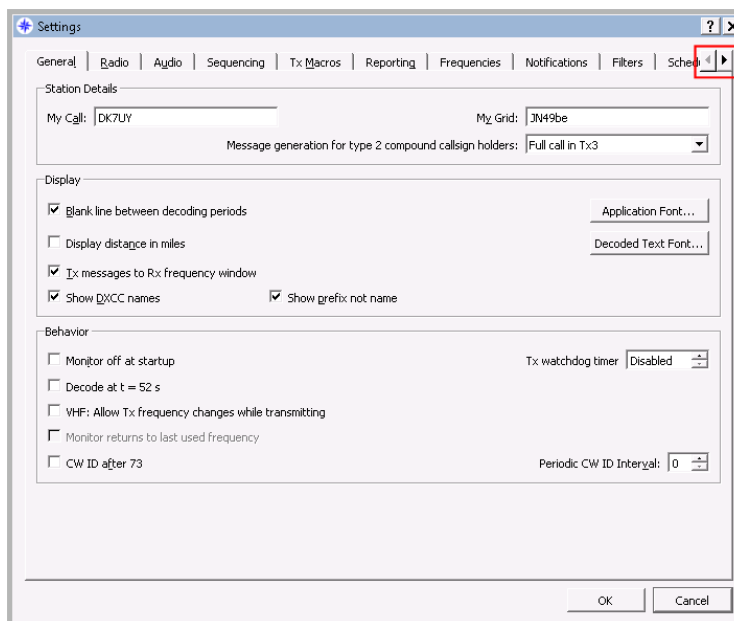 Settings
General Radio Audio Sequencing Tx Macros Reporting Frequencies Notifications Filters Sched
Station Details
My Call: DK7UY My Grid: JN49be
Message generation for type 2 compound callsign holders: Full call in Tx3
Display
Blank line between decoding periods Application Font...
Display distance in miles Decoded Text Font...
Tx messages to Rx frequency window
Show DXCC names Show prefix not name
Behavior
Monitor off at startup Tx watchdog timer Disabled
Decode at t = 52 s
VHF: Allow Tx frequency changes while transmitting
Monitor returns to last used frequency
CW ID after 73 Periodic CW ID Interval: 0
OK Cancel